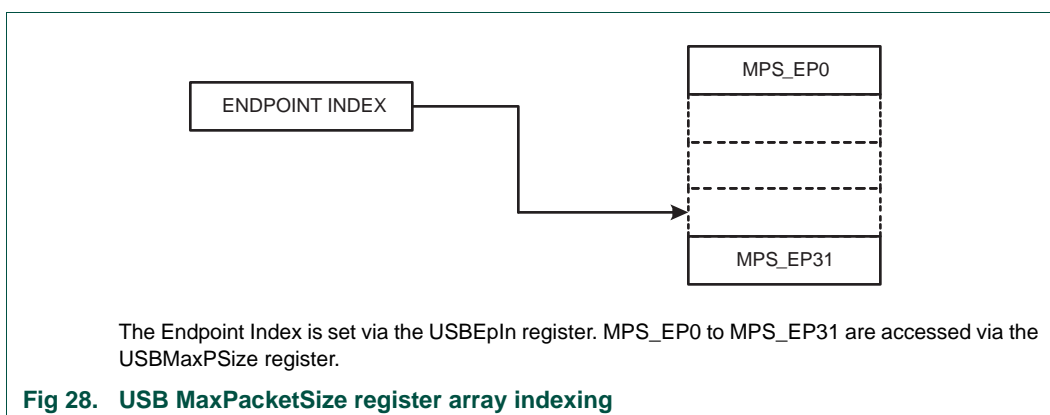 MPS_EP0
ENDPOINT INDEX
MPS_EP31
The Endpoint Index is set via the USBEpIn register. MPS_EP0 to MPS_EP31 are accessed via the
USBMaxPSize register.
Fig 28. USB MaxPacketSize register array indexing